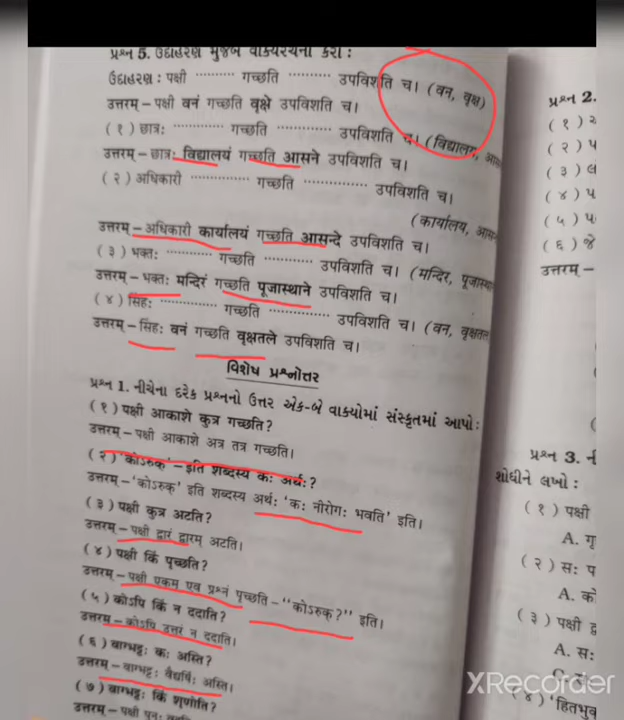 પ્રશ્ન 5. ઉદાહરણ મુજબ વાક્યરચના કરો :
ઉદાહરણ : पक्षी .......... गच्छति .......... उपविशति च। (वन, वृक्ष)
उत्तरम् – पक्षी वनं गच्छति वृक्षे उपविशति च।
(१) छात्रः ............ गच्छति ............. उपविशति च। (विद्यालय,
उत्तरम् – छात्रः विद्यालयं गच्छति आसने उपविशति च।
(२) अधिकारी .............. गच्छति ............... उपविशति च।
(कार्यालय,
उत्तरम् – अधिकारी कार्यालयं गच्छति आसन्दे उपविशति च।
(३) भक्तः ............ गच्छति ............ उपविशति च। (मन्दिर,
उत्तरम् – भक्तः मन्दिरं गच्छति पूजास्थाने उपविशति च।
(४) सिंहः ............. गच्छति .............. उपविशति च। (वन,
उत्तरम् – सिंहः वनं गच्छति वृक्षतले उपविशति च।
વિશેષ પ્રશ્નોત્તર
પ્રશ્ન 1. નીચેના દરેક પ્રશ્નનો ઉત્તર એક-બે વાક્યોમાં સંસ્કૃતમાં આપો :
(१) पक्षी आकाशे कुत्र गच्छति?
उत्तरम् – पक्षी आकाशे अत्र तत्र गच्छति।
(२) 'कोऽरुक्' – इति शब्दस्य कः अर्थः?
उत्तरम् – 'कोऽरुक्' इति शब्दस्य अर्थः 'कः नीरोगः भवति' इति।
(३) पक्षी कुत्र अटति?
उत्तरम् – पक्षी द्वारं द्वारम् अटति।
(४) पक्षी किं पृच्छति?
उत्तरम् – पक्षी एकम् एव प्रश्नं पृच्छति – "कोऽरुक्?" इति।
(५) कोऽपि किं न ददाति?
उत्तरम् – कोऽपि उत्तरं न ददाति।
(६) वाग्भट्टः कः अस्ति?
उत्तरम् – वाग्भट्टः वैद्यर्षिः अस्ति।
(७) वाग्भट्टः किं शृणोति?
उत्तरम् – पक्षी पुनः
પ્રશ્ન 2.
(१)
(२) प
(३) ल
(४) प
(५) प
(६) जे
उत्तरम् –
પ્રશ્ન 3. ની
શોધીને લખો :
(१) पक्षी
A. गृ
(२) सः प
A. को
(३) पक्षी द्व
A. सः
(४) 'हितभुक
XRecorder